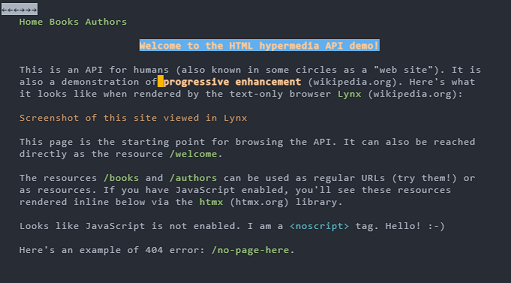 ←←←←←←
Home Books Authors
Welcome to the HTML hypermedia API demo!
This is an API for humans (also known in some circles as a "web site"). It is
also a demonstration of progressive enhancement (wikipedia.org). Here's what
it looks like when rendered by the text-only browser Lynx (wikipedia.org):
Screenshot of this site viewed in Lynx
This page is the starting point for browsing the API. It can also be reached
directly as the resource /welcome.
The resources /books and /authors can be used as regular URLs (try them!) or
as resources. If you have JavaScript enabled, you'll see these resources
rendered inline below via the htmx (htmx.org) library.
Looks like JavaScript is not enabled. I am a <noscript> tag. Hello! :-)
Here's an example of 404 error: /no-page-here.